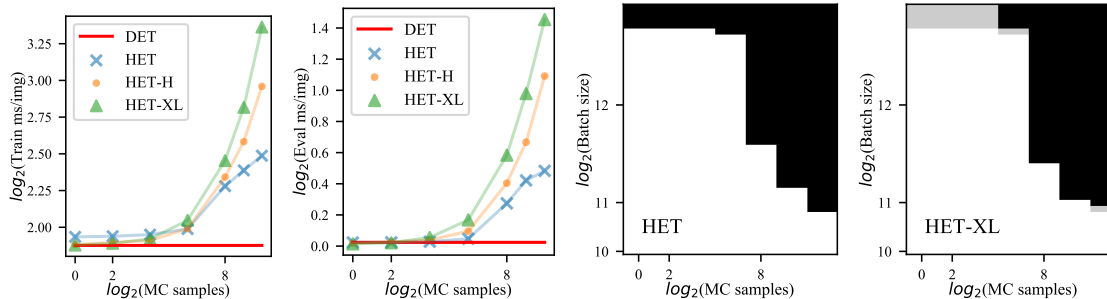 log₂(Train ms/img)
3.25
3.00
2.75
2.50
2.25
2.00
DET
HET
HET-H
HET-XL
0
2
8
log₂(MC samples)
log₂(Eval ms/img)
1.4
1.2
1.0
0.8
0.6
0.4
0.2
0.0
DET
HET
HET-H
HET-XL
0
2
8
log₂(MC samples)
log₂(Batch size)
12
11
10
HET
0
2
8
log₂(MC samples)
log₂(Batch size)
12
11
10
HET-XL
0
2
8
log₂(MC samples)